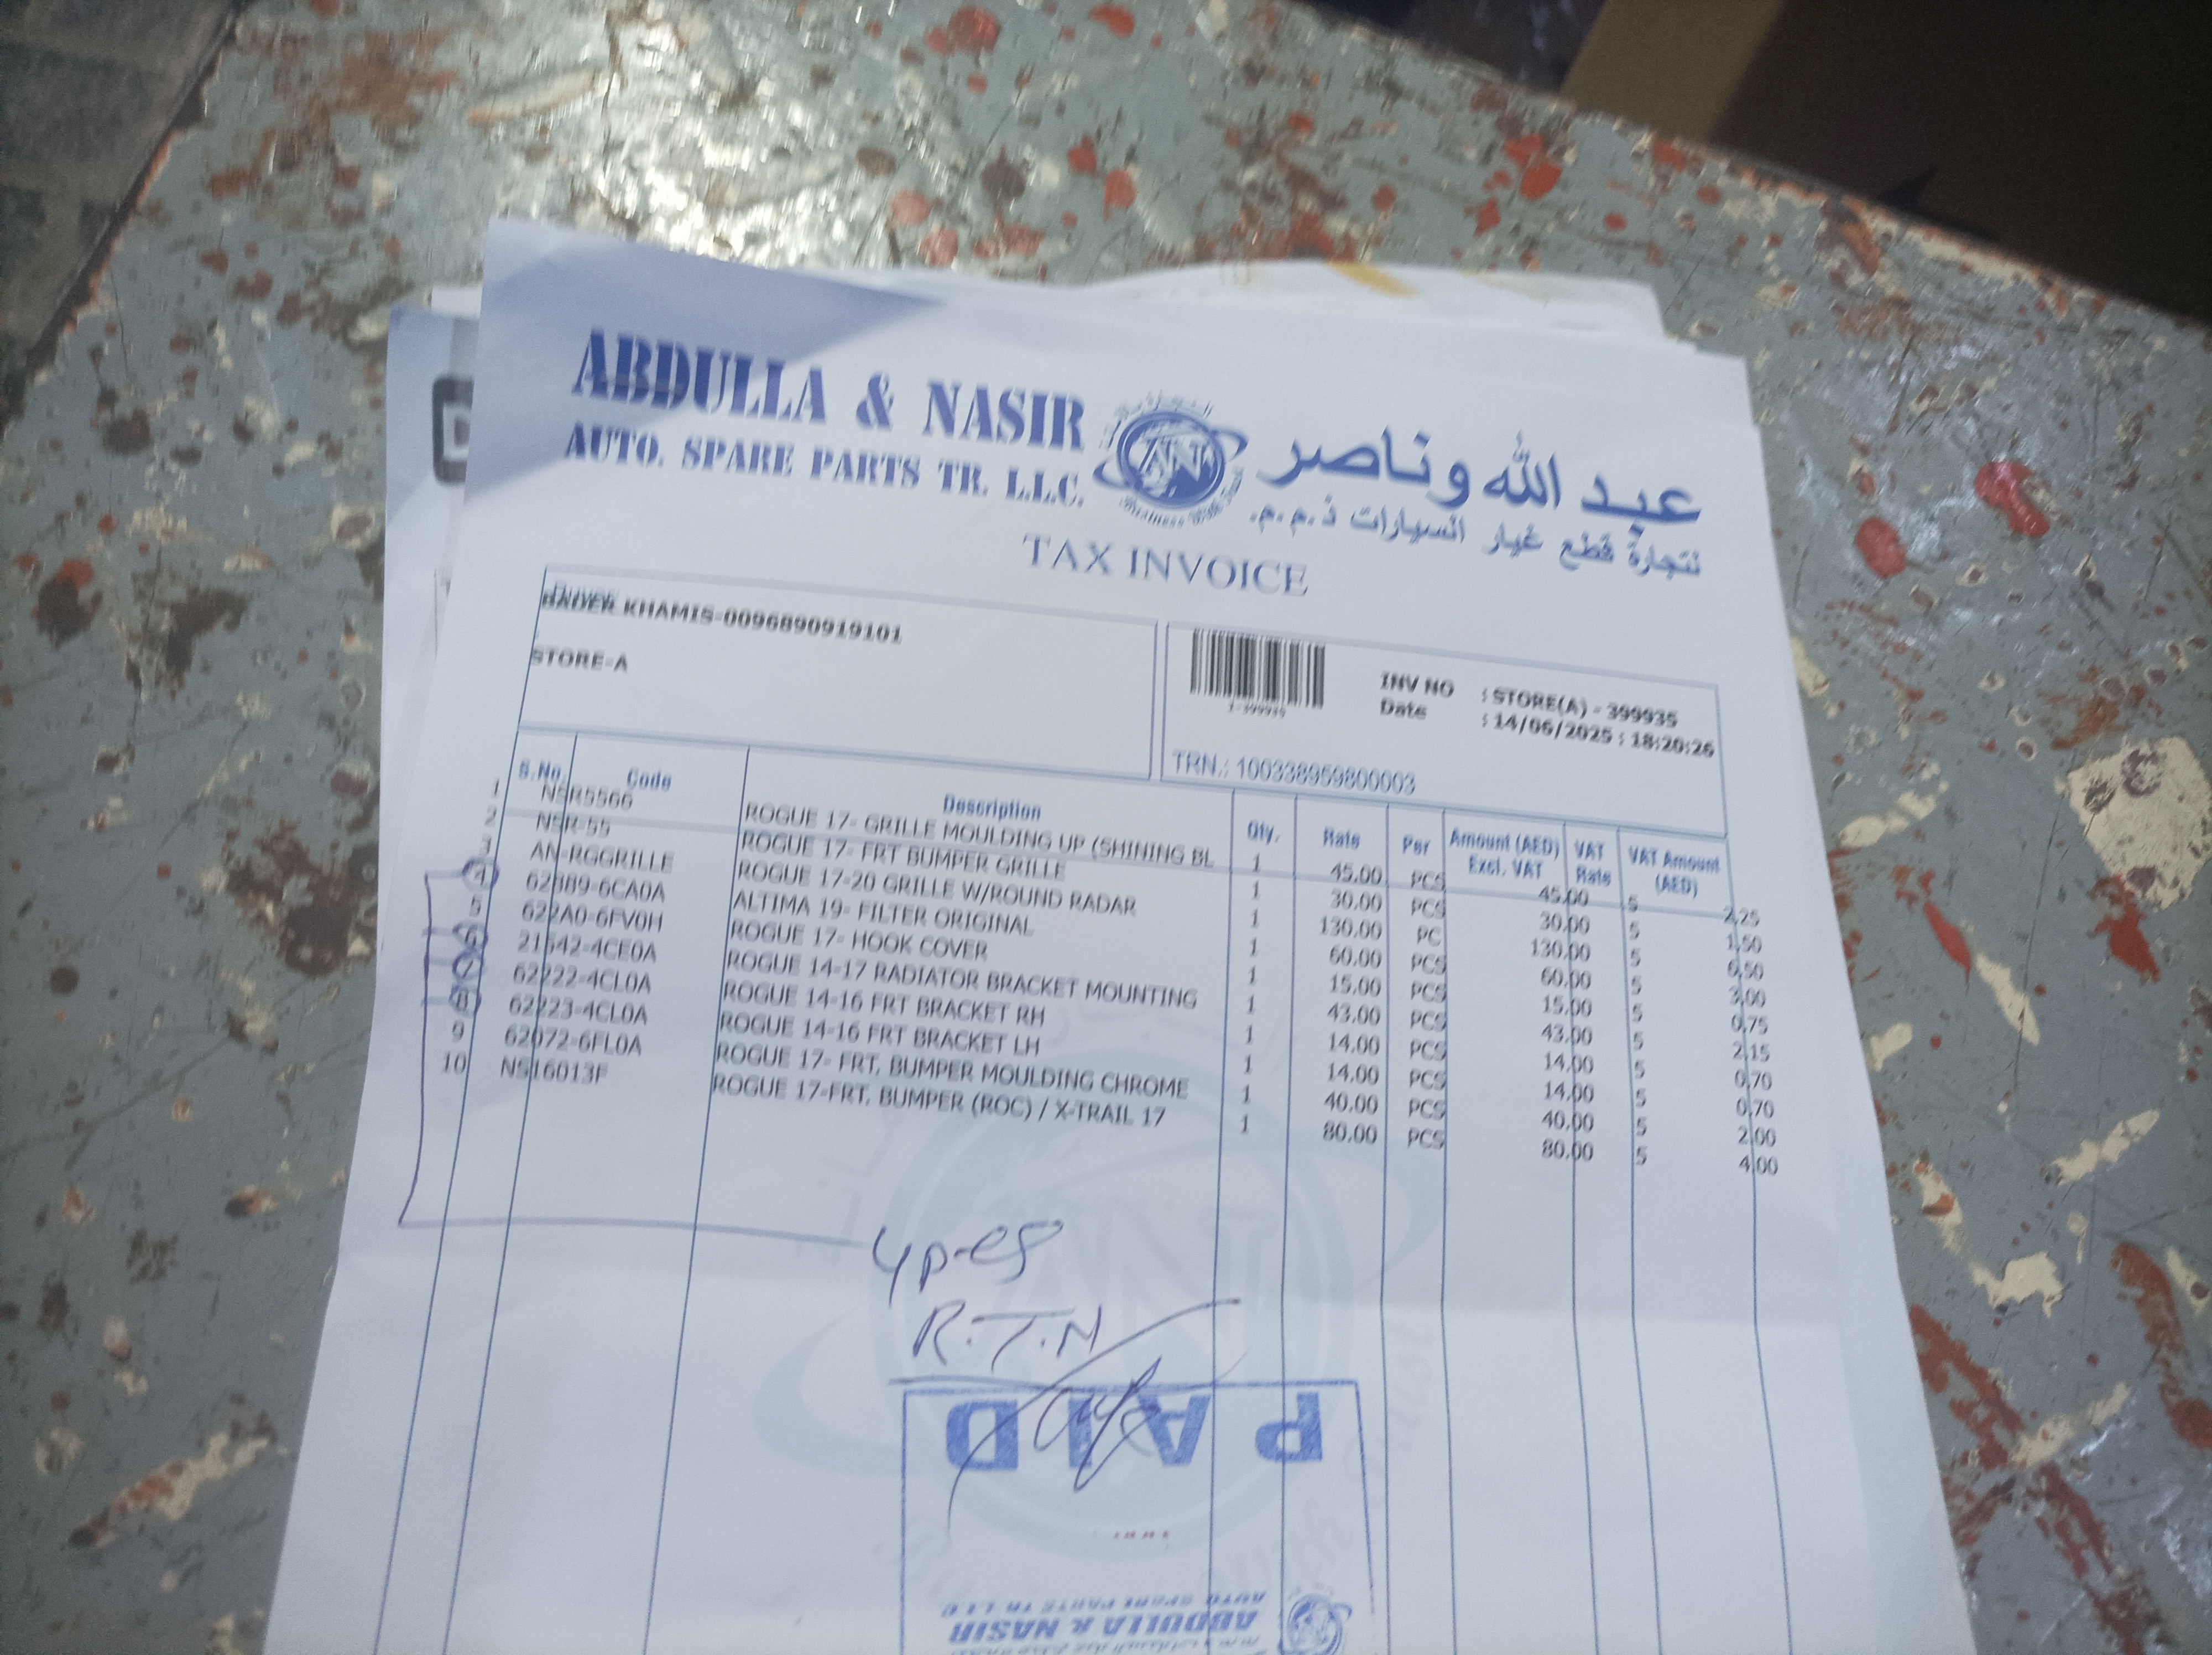 ABDULLA & NASIR
AUTO. SPARE PARTS TR. L.L.C.
عبد الله وناصر
لتجارة قطع غيار السيارات ذ.م.م.
TAX INVOICE
Buyer
BADER KHAMIS-0096890919101
STORE-A
1-399935
INV NO : STORE(A) - 399935
Date : 14/06/2025 : 18:20:26
TRN.: 100338959800003
S.No. Code Description Qty. Rate Per Amount (AED) Excl. VAT VAT Rate VAT Amount (AED)
1 NSR5566 ROGUE 17- GRILLE MOULDING UP (SHINING BL 1 45.00 PCS 45.00 5 2.25
2 NSR-55 ROGUE 17- FRT BUMPER GRILLE 1 30.00 PCS 30.00 5 1.50
3 AN-RGGRILLE ROGUE 17-20 GRILLE W/ROUND RADAR 1 130.00 PC 130.00 5 6.50
4 62889-6CA0A ALTIMA 19- FILTER ORIGINAL 1 60.00 PCS 60.00 5 3.00
5 622A0-6FV0H ROGUE 17- HOOK COVER 1 15.00 PCS 15.00 5 0.75
6 21542-4CE0A ROGUE 14-17 RADIATOR BRACKET MOUNTING 1 43.00 PCS 43.00 5 2.15
7 62222-4CL0A ROGUE 14-16 FRT BRACKET RH 1 14.00 PCS 14.00 5 0.70
8 62223-4CL0A ROGUE 14-16 FRT BRACKET LH 1 14.00 PCS 14.00 5 0.70
9 62072-6FL0A ROGUE 17- FRT. BUMPER MOULDING CHROME 1 40.00 PCS 40.00 5 2.00
10 NS16013F ROGUE 17-FRT. BUMPER (ROC) / X-TRAIL 17 1 80.00 PCS 80.00 5 4.00
4 pcs
R.T.N
PAID
ABDULLA & NASIR
AUTO SPARE PARTS TR L.L.C.